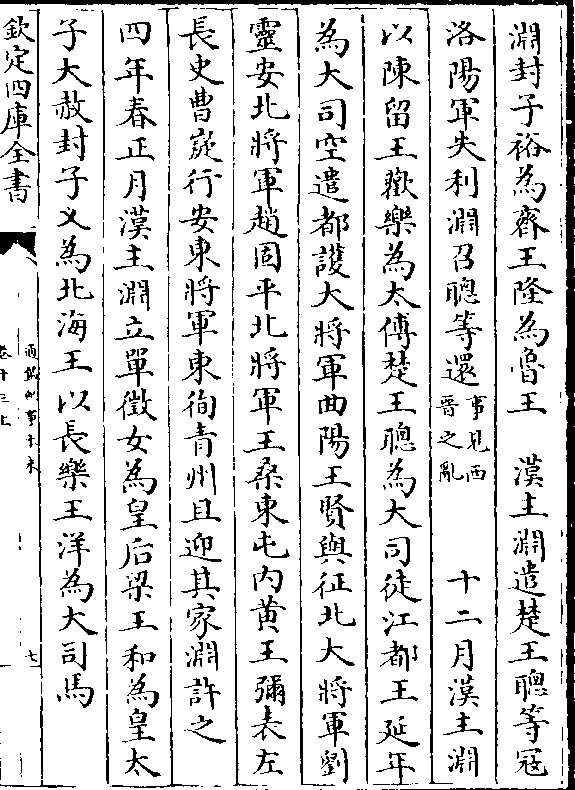 淵封子裕為齊王隆為魯王　漢主淵遣楚王聰等冦
洛陽軍失利淵召聰等還事見西晉之亂　十二月漢主淵
以陳留王歡樂為太傅楚王聰為大司徒江都王延年
為大司空遣都護大將軍曲陽王賢與征北大將軍劉
靈安北將軍趙固平北將軍王桑東屯内黄王彌表左
長史曹嶷行安東將軍東徇青州且迎其家淵許之
四年春正月漢主淵立單徵女為皇后梁王和為皇太
子大赦封子乂為北海王以長樂王洋為大司馬
欽定四庫全書
通鑑紀事本末
卷十三上
七